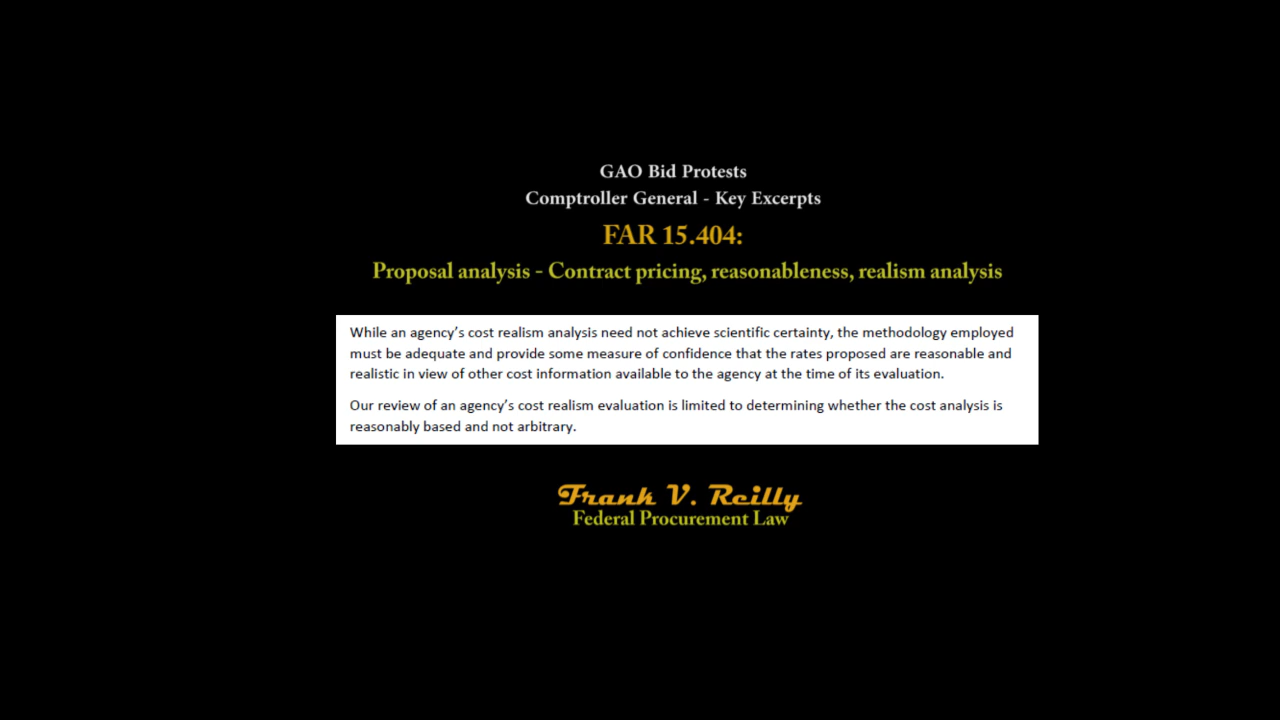 GAO Bid Protests
Comptroller General - Key Excerpts
FAR 15.404:
Proposal analysis - Contract pricing, reasonableness, realism analysis
While an agency’s cost realism analysis need not achieve scientific certainty, the methodology employed
must be adequate and provide some measure of confidence that the rates proposed are reasonable and
realistic in view of other cost information available to the agency at the time of its evaluation.
Our review of an agency’s cost realism evaluation is limited to determining whether the cost analysis is
reasonably based and not arbitrary.
Frank V. Reilly
Federal Procurement Law